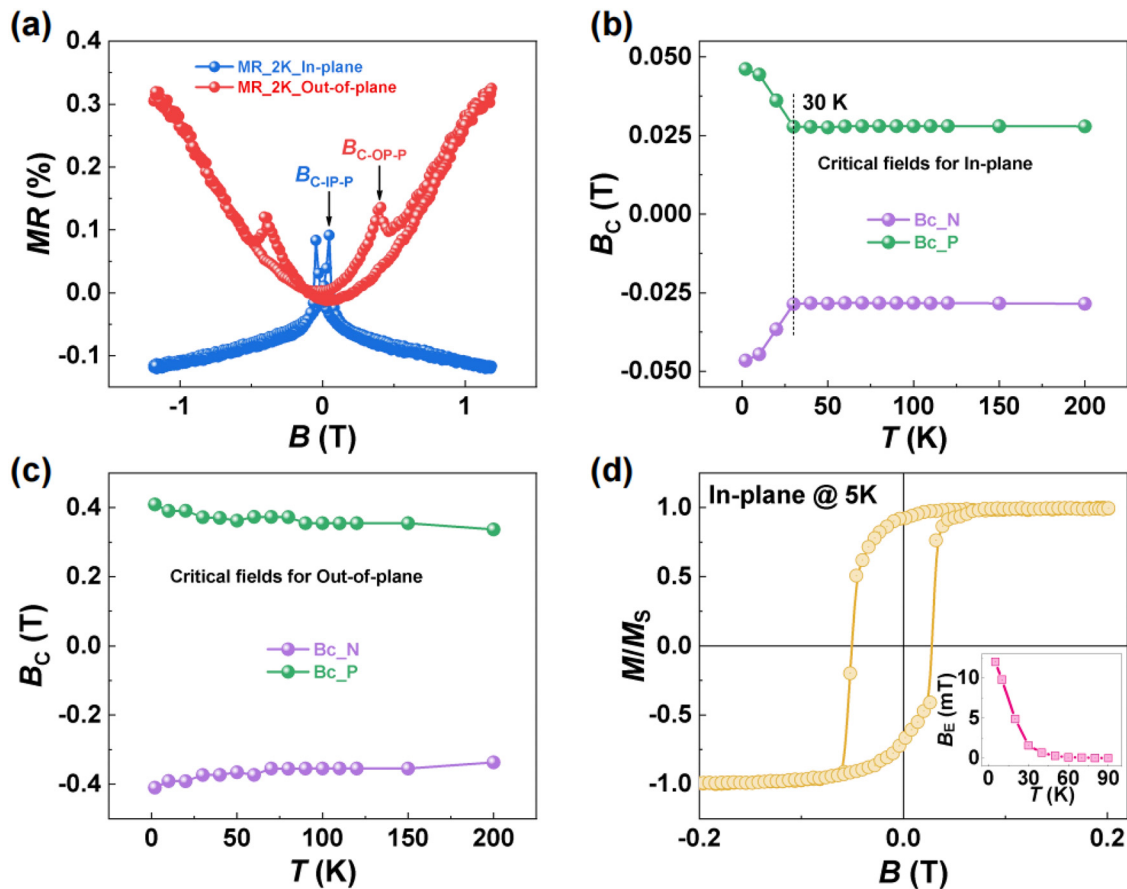 (a)
0.4
0.3
0.2
0.1
0.0
-0.1
MR (%)
MR_2K_In-plane
MR_2K_Out-of-plane
B_C-OP-P
B_C-IP-P
-1 0 1
B (T)
(b)
0.050
0.025
0.000
-0.025
-0.050
B_C (T)
30 K
Critical fields for In-plane
Bc_N
Bc_P
0 50 100 150 200
T (K)
(c)
0.4
0.2
0.0
-0.2
-0.4
B_C (T)
Critical fields for Out-of-plane
Bc_N
Bc_P
0 50 100 150 200
T (K)
(d)
1.0
0.5
0.0
-0.5
-1.0
M/M_S
In-plane @ 5K
10
5
0
B_E (mT)
0 30 60 90
T (K)
-0.2 0.0 0.2
B (T)